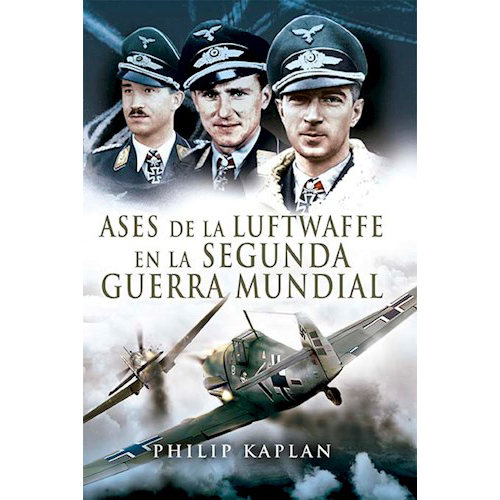 ASES DE LA LUFTWAFFE
EN LA SEGUNDA
GUERRA MUNDIAL
PHILIP KAPLAN